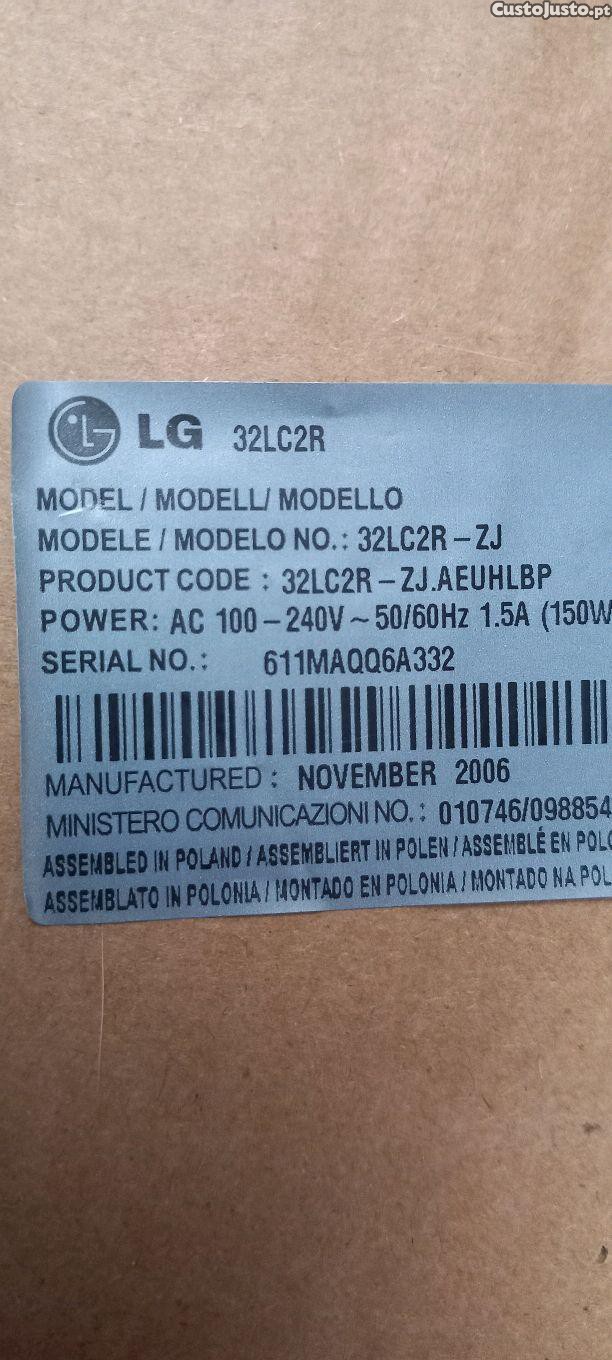 CustoJusto.pt
LG 32LC2R
MODEL / MODELL/ MODELLO
MODELE / MODELO NO.: 32LC2R-ZJ
PRODUCT CODE : 32LC2R-ZJ.AEUHLBP
POWER: AC 100-240V~50/60Hz 1.5A (150W
SERIAL NO.: 611MAQQ6A332
MANUFACTURED : NOVEMBER 2006
MINISTERO COMUNICAZIONI NO.: 010746/098854
ASSEMBLED IN POLAND / ASSEMBLIERT IN POLEN / ASSEMBLÉ EN POLO
ASSEMBLATO IN POLONIA / MONTADO EN POLONIA / MONTADO NA POL